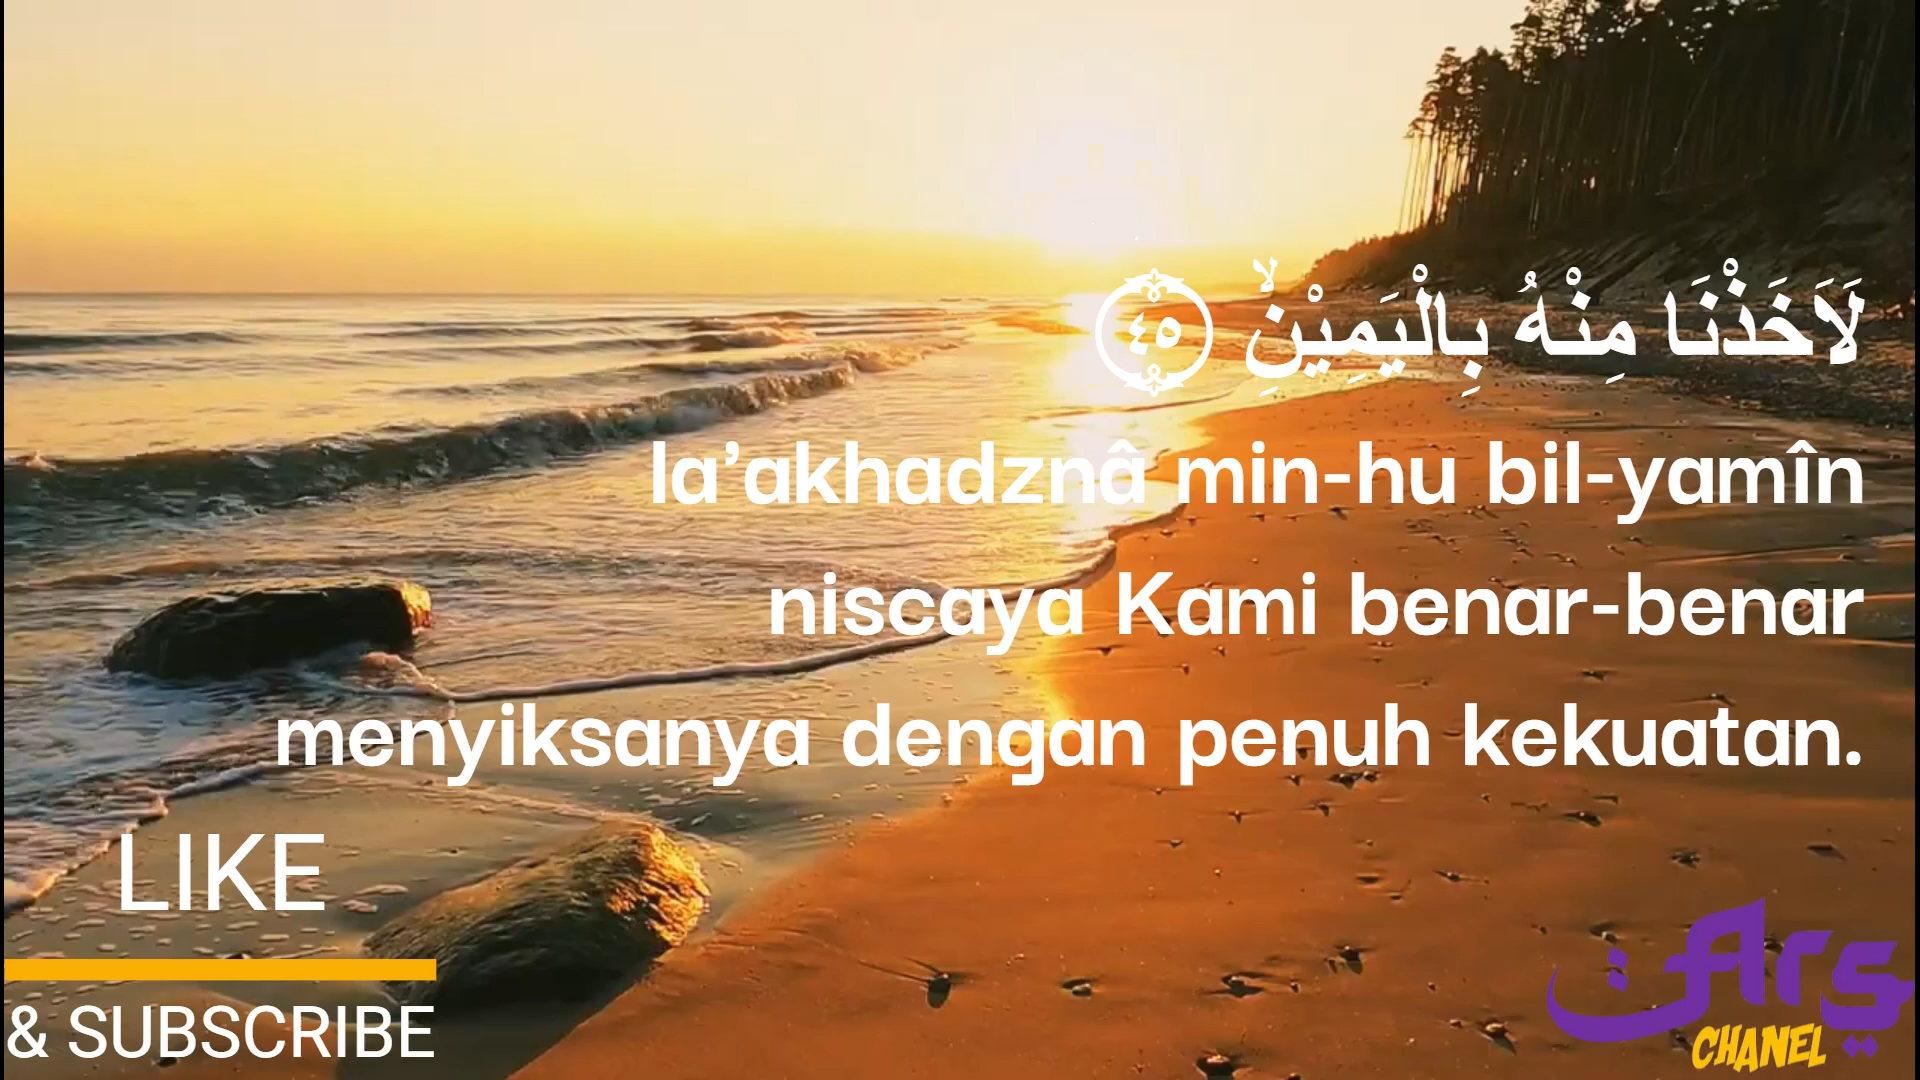 لَاَخَذْنَا مِنْهُ بِالْيَمِيْنِۙ ٤٥
la’akhadznâ min-hu bil-yamîn
niscaya Kami benar-benar
menyiksanya dengan penuh kekuatan.
LIKE
& SUBSCRIBE
Ars
CHANEL